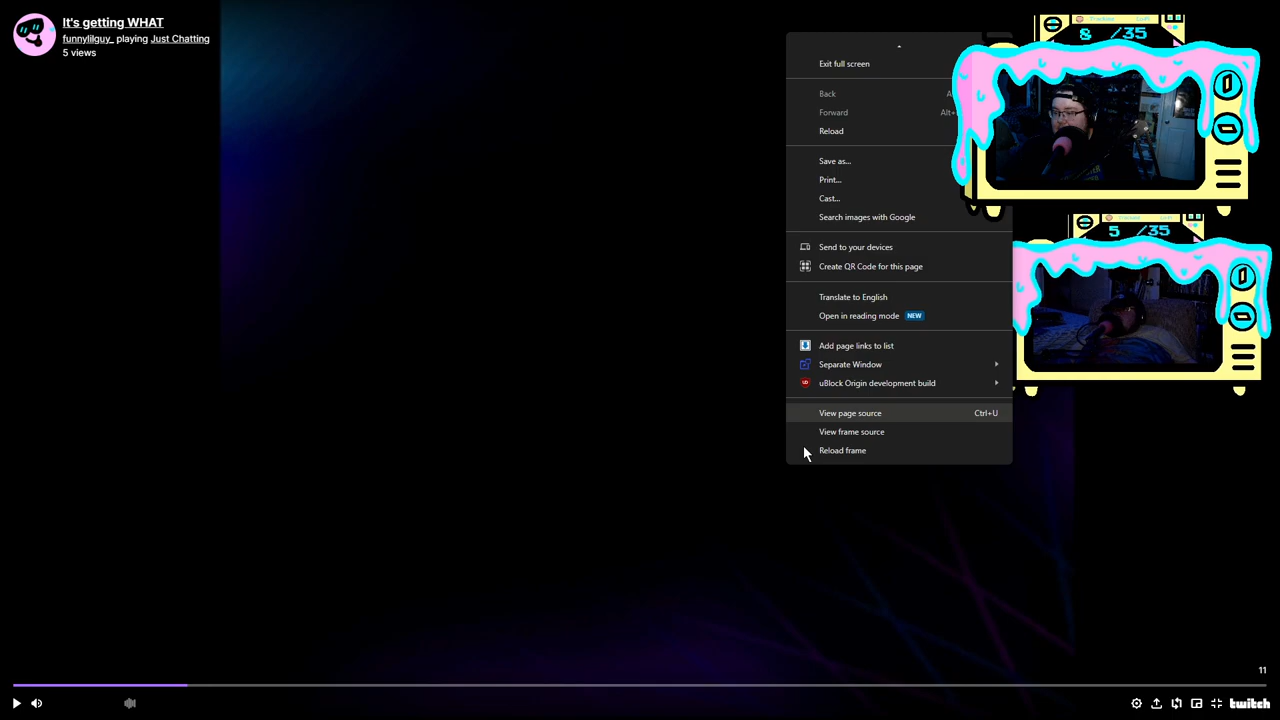 It's getting WHAT
funnylilguy_ playing Just Chatting
5 views
Exit full screen
Back
Forward Alt+
Reload
Save as...
Print...
Cast...
Search images with Google
Send to your devices
Create QR Code for this page
Translate to English
Open in reading mode NEW
Add page links to list
Separate Window
uBlock Origin development build
View page source Ctrl+U
View frame source
Reload frame
8 /35
5 /35
11
twitch